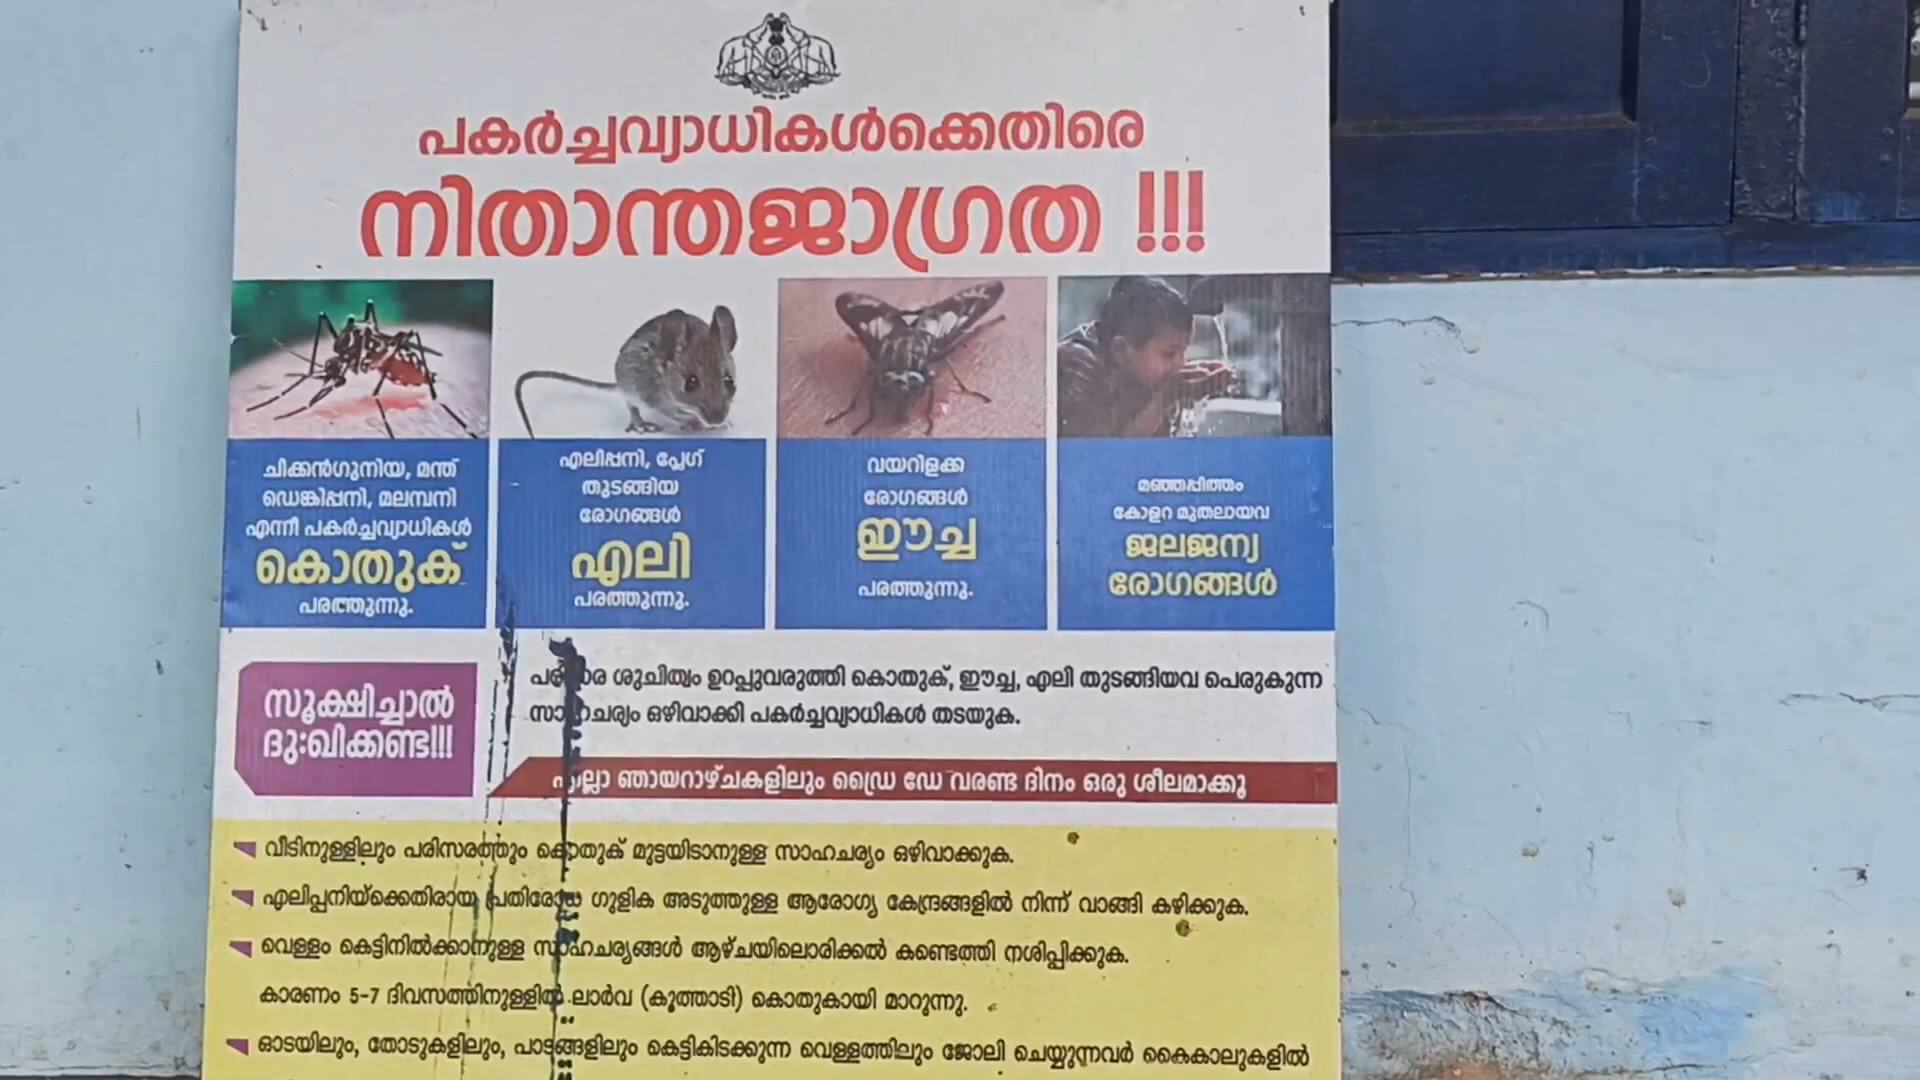 പകർച്ചവ്യാധികൾക്കെതിരെ
നിതാന്തജാഗ്രത !!!
ചിക്കൻഗുനിയ, മന്ത്
ഡെങ്കിപ്പനി, മലമ്പനി
എന്നീ പകർച്ചവ്യാധികൾ
കൊതുക്
പരത്തുന്നു.
എലിപ്പനി, പ്ലേഗ്
തുടങ്ങിയ
രോഗങ്ങൾ
എലി
പരത്തുന്നു.
വയറിളക്ക
രോഗങ്ങൾ
ഈച്ച
പരത്തുന്നു.
മഞ്ഞപ്പിത്തം
കോളറ മുതലായവ
ജലജന്യ
രോഗങ്ങൾ
സൂക്ഷിച്ചാൽ
ദു:ഖിക്കണ്ട!!!
ശുചിത്വം ഉറപ്പുവരുത്തി കൊതുക്, ഈച്ച, എലി തുടങ്ങിയവ പെരുകുന്ന
സാഹചര്യം ഒഴിവാക്കി പകർച്ചവ്യാധികൾ തടയുക.
എല്ലാ ഞായറാഴ്ചകളിലും ഡ്രൈ ഡേ വരണ്ട ദിനം ഒരു ശീലമാക്കൂ
വീടിനുള്ളിലും പരിസരത്തും കൊതുക് മുട്ടയിടാനുള്ള സാഹചര്യം ഒഴിവാക്കുക.
എലിപ്പനിയ്ക്കെതിരായ പ്രതിരോധ ഗുളിക അടുത്തുള്ള ആരോഗ്യ കേന്ദ്രങ്ങളിൽ നിന്ന് വാങ്ങി കഴിക്കുക.
വെള്ളം കെട്ടിനിൽക്കാനുള്ള സാഹചര്യങ്ങൾ ആഴ്ചയിലൊരിക്കൽ കണ്ടെത്തി നശിപ്പിക്കുക.
കാരണം 5-7 ദിവസത്തിനുള്ളിൽ ലാർവ (കൂത്താടി) കൊതുകായി മാറുന്നു.
ഓടയിലും, തോടുകളിലും, പാടങ്ങളിലും കെട്ടികിടക്കുന്ന വെള്ളത്തിലും ജോലി ചെയ്യുന്നവർ കൈകാലുകളിൽ